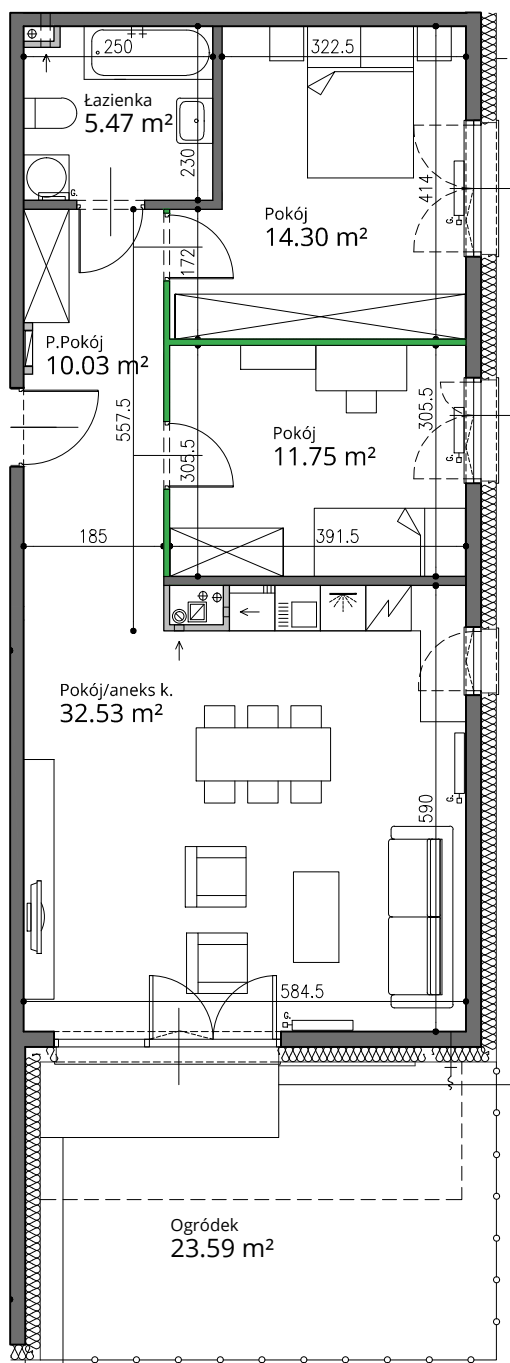 250
322.5
Łazienka
5.47 m²
230
G.
414
Pokój
14.30 m²
G.
172
P.Pokój
10.03 m²
557.5
305.5
305.5
Pokój
11.75 m²
G.
185
391.5
Pokój/aneks k.
32.53 m²
590
G.
584.5
G.
Ogródek
23.59 m²